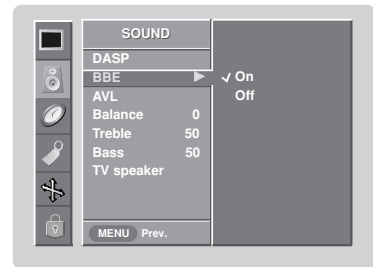 SOUND
DASP
BBE ▶ ✓ On
AVL Off
Balance 0
Treble 50
Bass 50
TV speaker
MENU Prev.